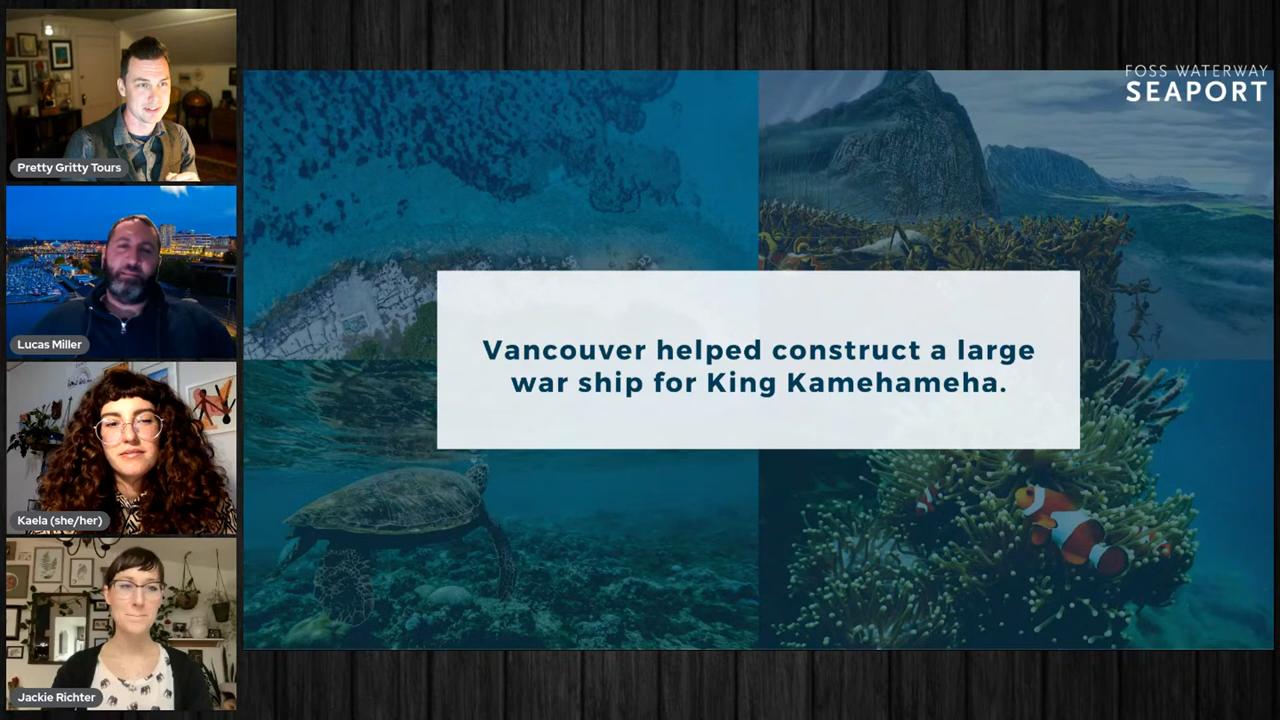 Pretty Gritty Tours
Lucas Miller
Kaela (she/her)
Jackie Richter
FOSS WATERWAY
SEAPORT
Vancouver helped construct a large
war ship for King Kamehameha.